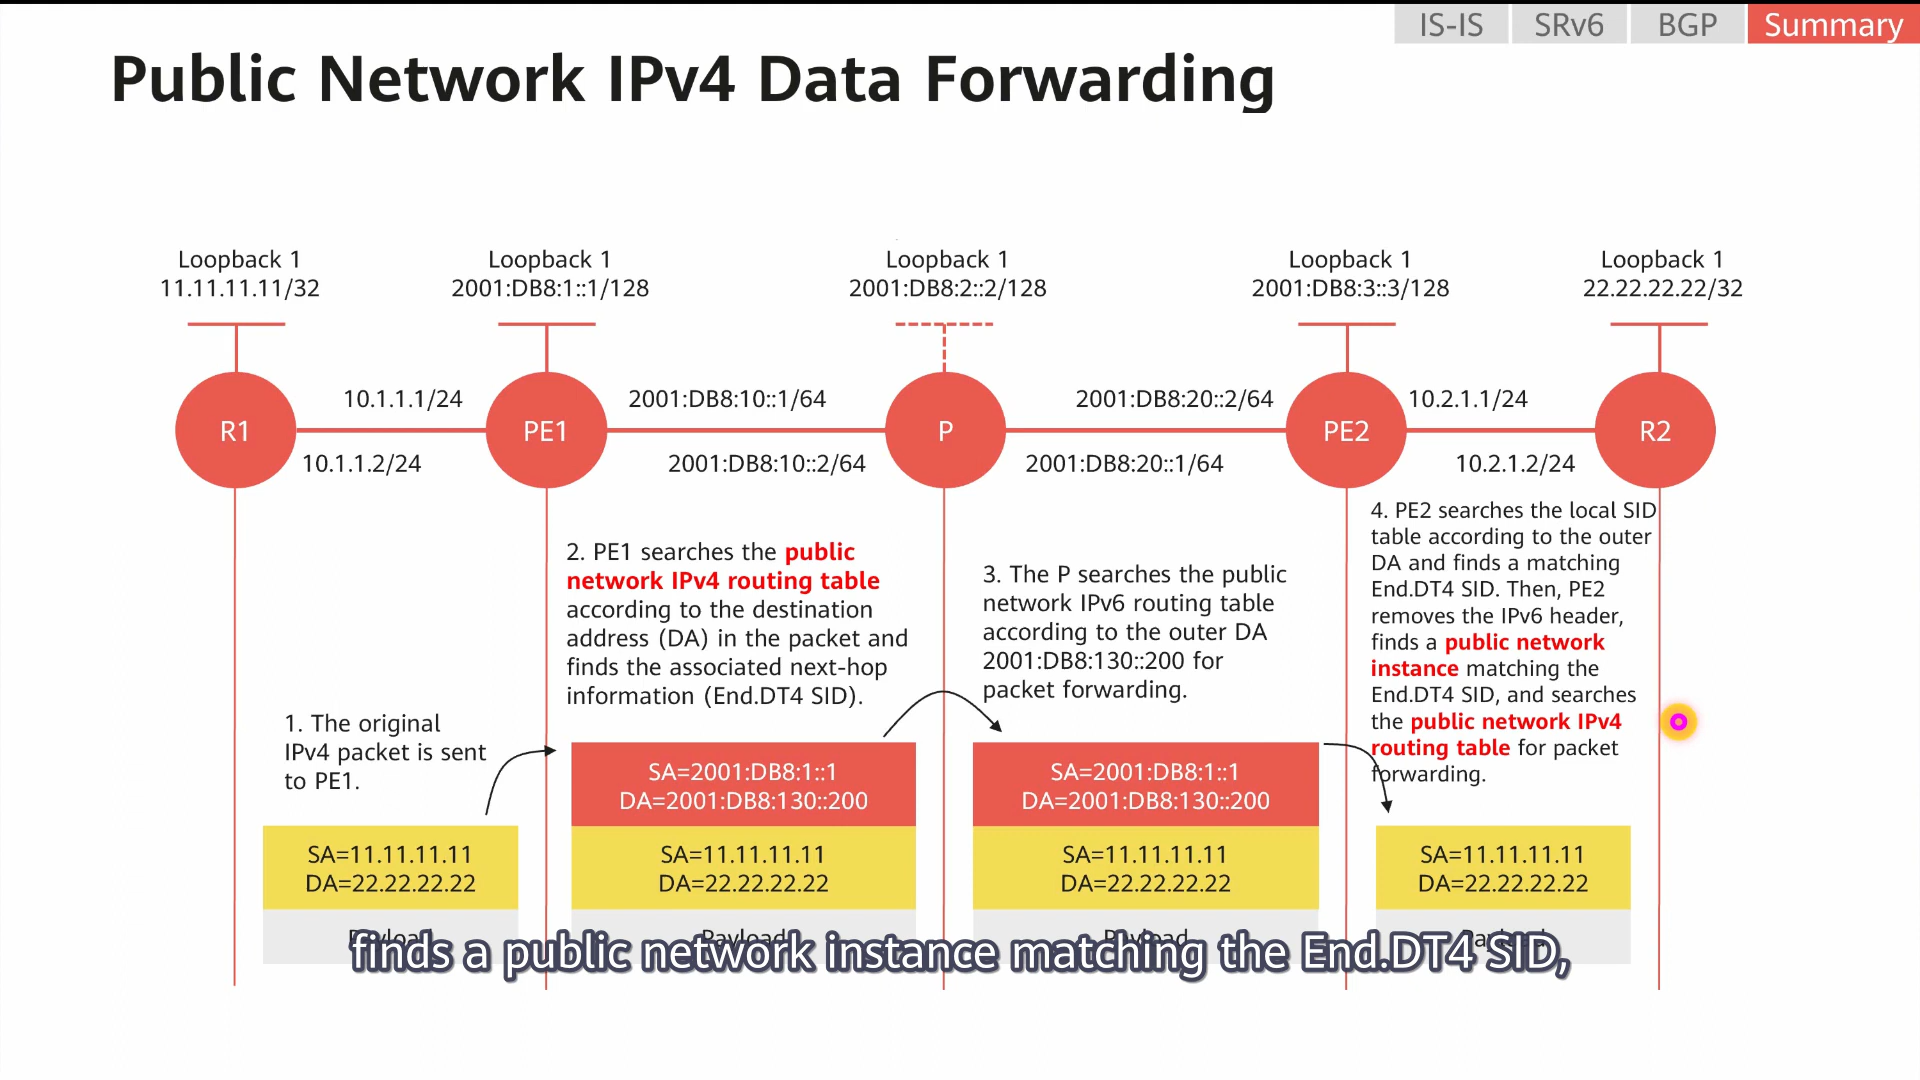 IS-IS
SRv6
BGP
Summary
Public Network IPv4 Data Forwarding
Loopback 1
11.11.11.11/32
Loopback 1
2001:DB8:1::1/128
Loopback 1
2001:DB8:2::2/128
Loopback 1
2001:DB8:3::3/128
Loopback 1
22.22.22.22/32
R1
10.1.1.1/24
10.1.1.2/24
PE1
2001:DB8:10::1/64
2001:DB8:10::2/64
P
2001:DB8:20::2/64
2001:DB8:20::1/64
PE2
10.2.1.1/24
10.2.1.2/24
R2
1. The original
IPv4 packet is sent
to PE1.
2. PE1 searches the public
network IPv4 routing table
according to the destination
address (DA) in the packet and
finds the associated next-hop
information (End.DT4 SID).
3. The P searches the public
network IPv6 routing table
according to the outer DA
2001:DB8:130::200 for
packet forwarding.
4. PE2 searches the local SID
table according to the outer
DA and finds a matching
End.DT4 SID. Then, PE2
removes the IPv6 header,
finds a public network
instance matching the
End.DT4 SID, and searches
the public network IPv4
routing table for packet
forwarding.
SA=11.11.11.11
DA=22.22.22.22
Payload
SA=2001:DB8:1::1
DA=2001:DB8:130::200
SA=11.11.11.11
DA=22.22.22.22
Payload
SA=2001:DB8:1::1
DA=2001:DB8:130::200
SA=11.11.11.11
DA=22.22.22.22
Payload
SA=11.11.11.11
DA=22.22.22.22
Payload
finds a public network instance matching the End.DT4 SID,